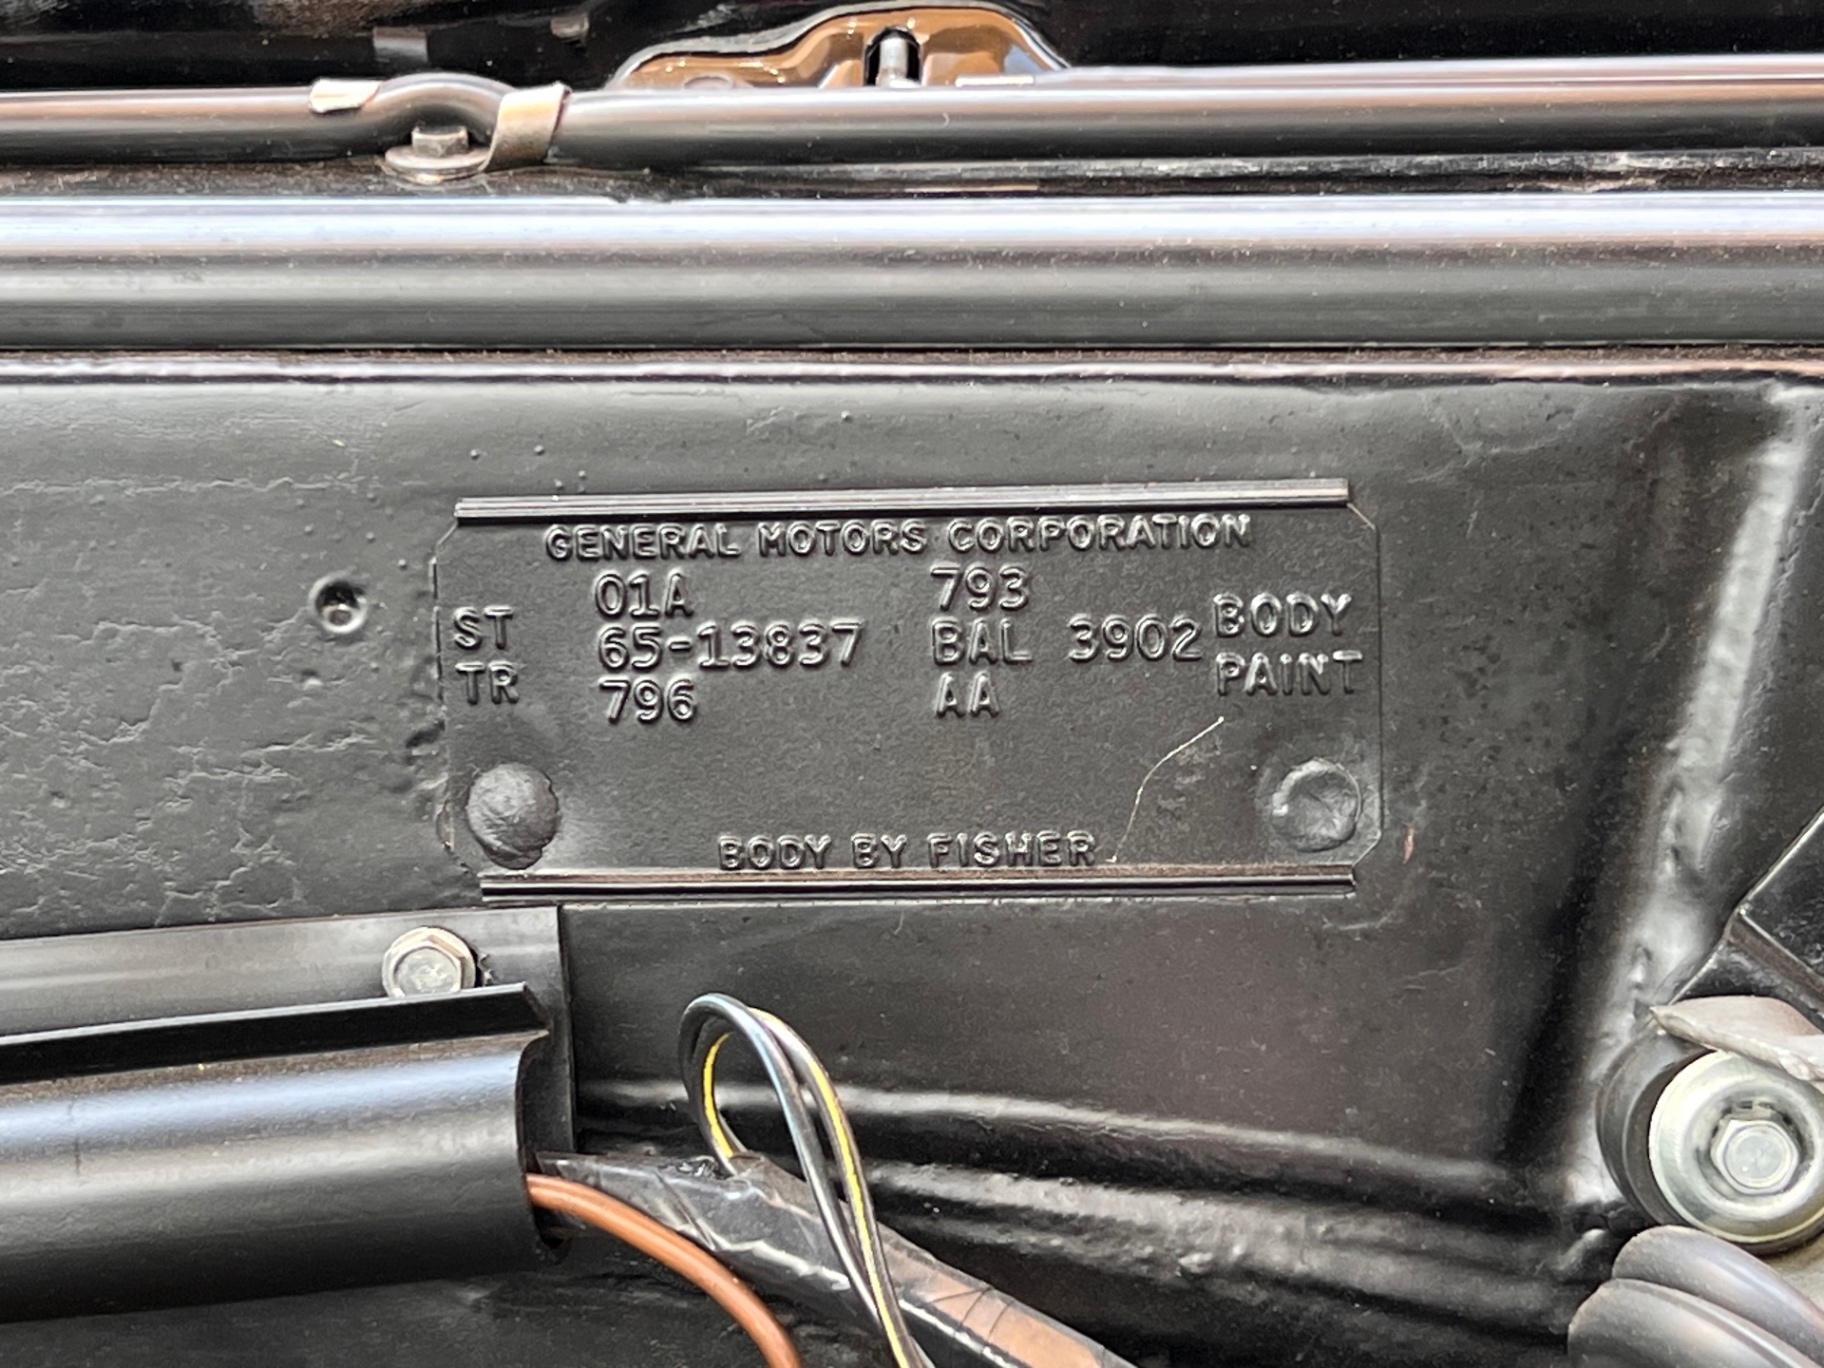 GENERAL MOTORS CORPORATION
01A 793
ST 65-13837 BAL 3902 BODY
TR 796 AA PAINT
BODY BY FISHER